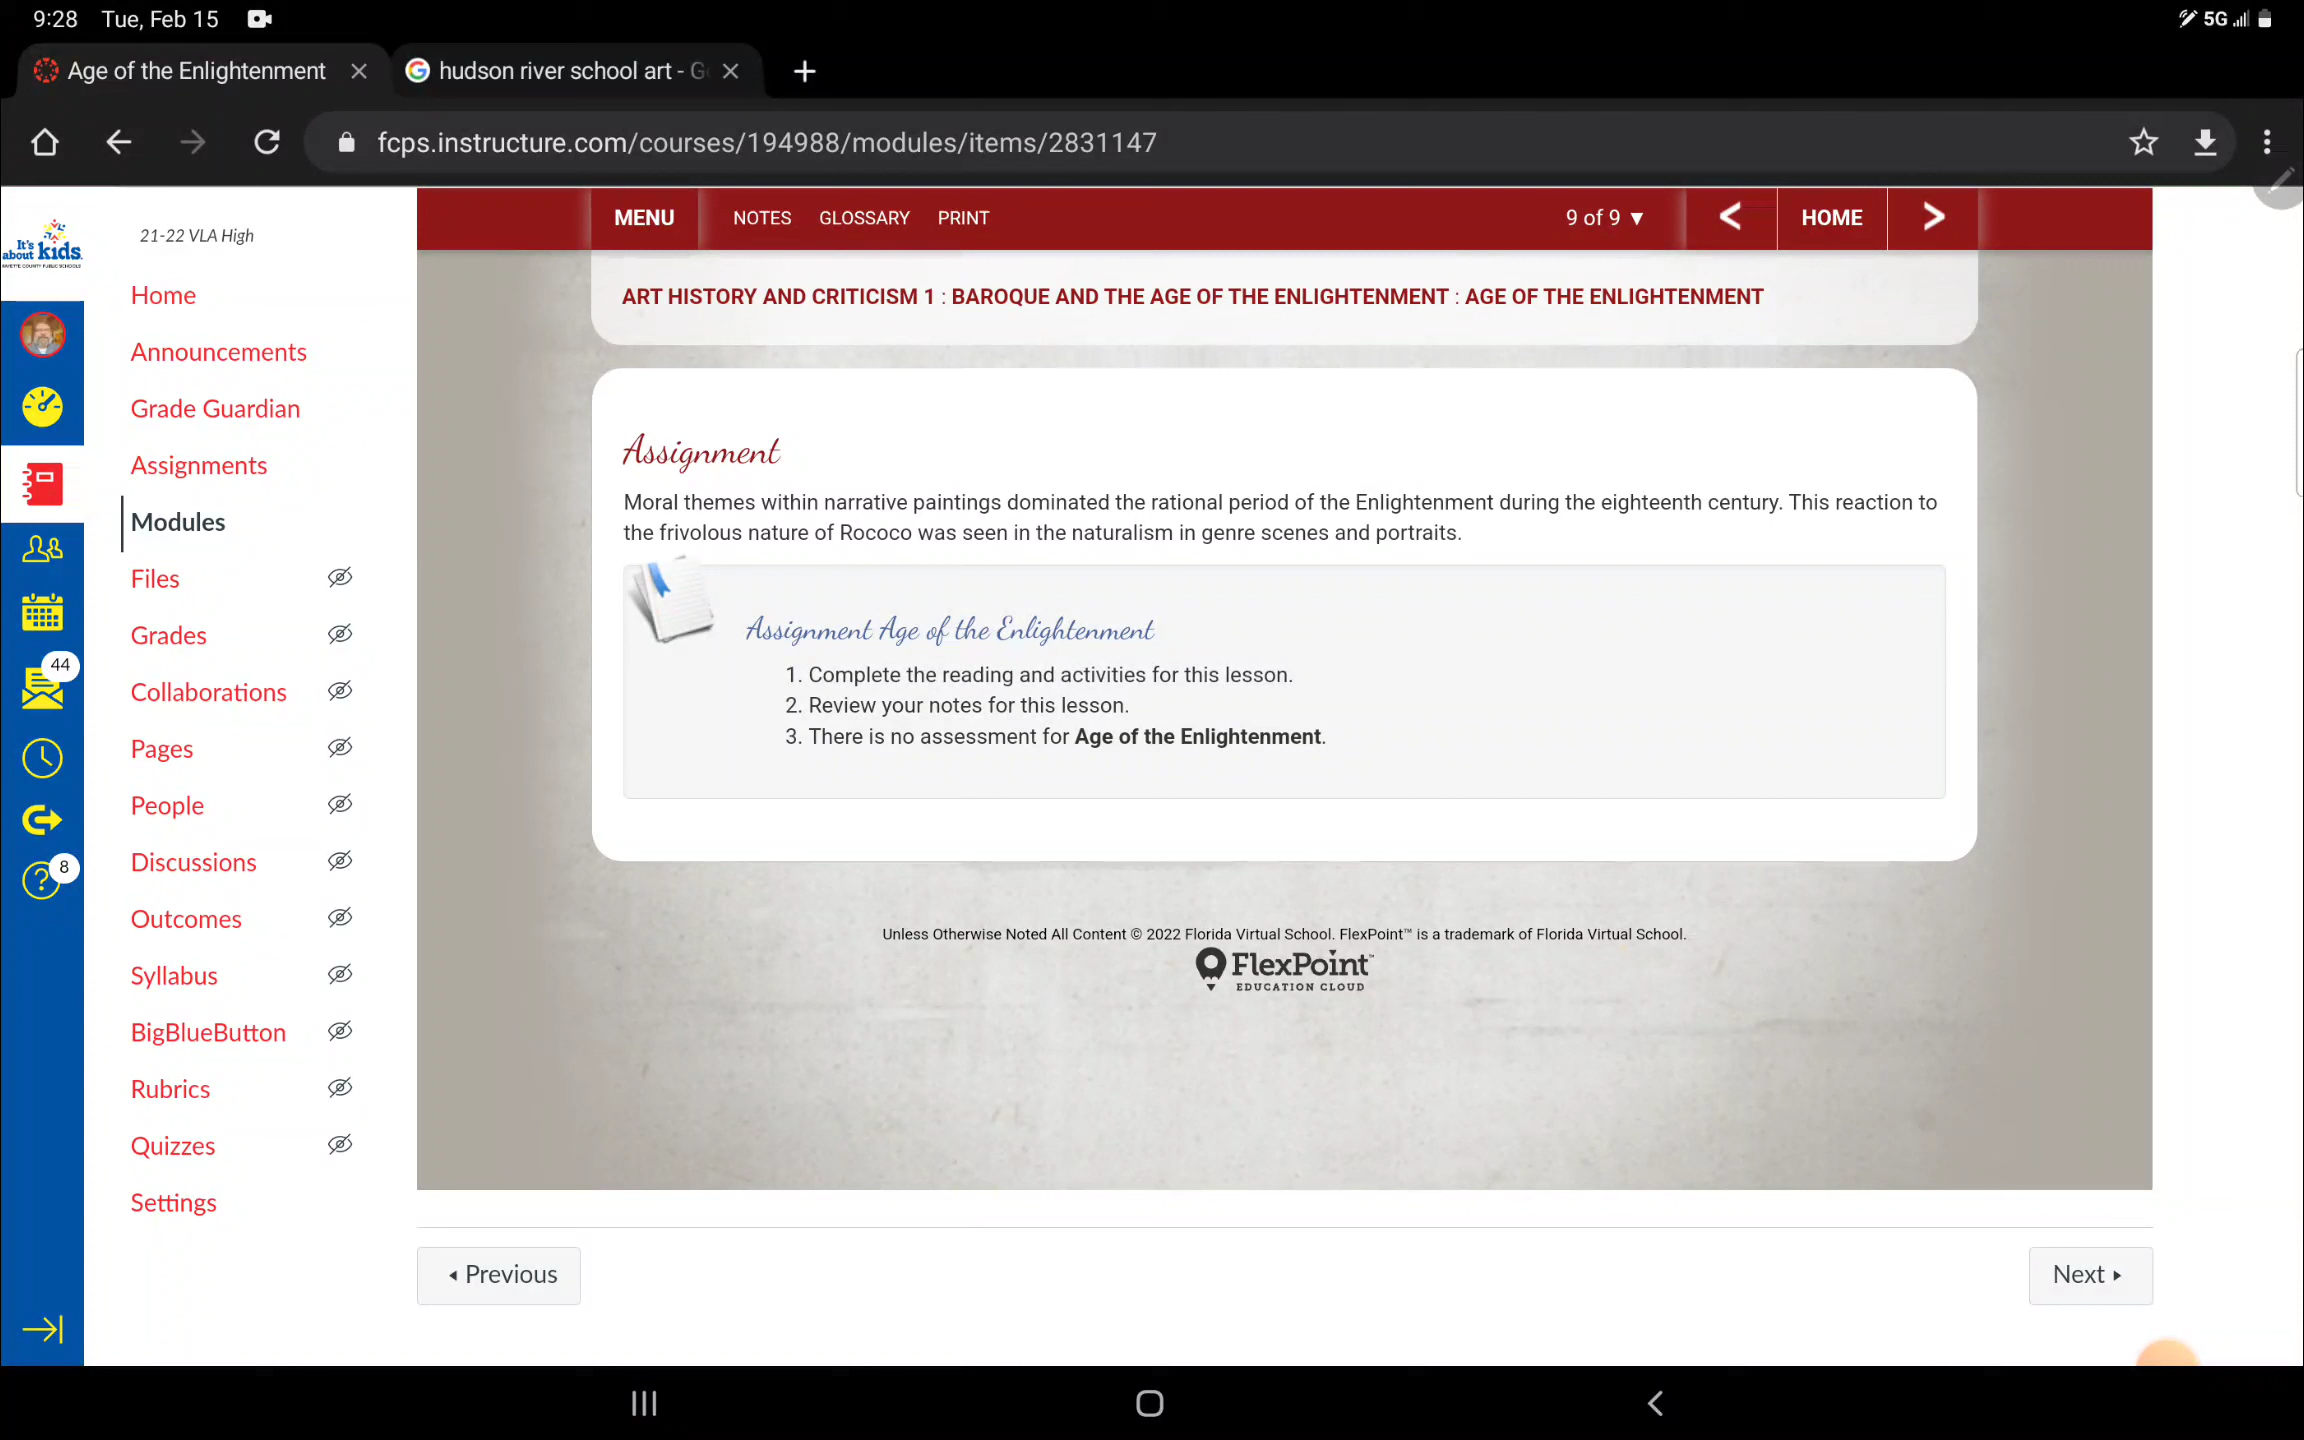 9:28 Tue, Feb 15 5G
Age of the Enlightenment
hudson river school art - G
fcps.instructure.com/courses/194988/modules/items/2831147
It's about kids.
21-22 VLA High
Home
Announcements
Grade Guardian
Assignments
Modules
Files
Grades
Collaborations
Pages
People
Discussions
Outcomes
Syllabus
BigBlueButton
Rubrics
Quizzes
Settings
44
8
MENU NOTES GLOSSARY PRINT 9 of 9 ▼ < HOME >
ART HISTORY AND CRITICISM 1 : BAROQUE AND THE AGE OF THE ENLIGHTENMENT : AGE OF THE ENLIGHTENMENT
Assignment
Moral themes within narrative paintings dominated the rational period of the Enlightenment during the eighteenth century. This reaction to
the frivolous nature of Rococo was seen in the naturalism in genre scenes and portraits.
Assignment Age of the Enlightenment
1. Complete the reading and activities for this lesson.
2. Review your notes for this lesson.
3. There is no assessment for Age of the Enlightenment.
Unless Otherwise Noted All Content © 2022 Florida Virtual School. FlexPoint™ is a trademark of Florida Virtual School.
FlexPoint™
EDUCATION CLOUD
◂ Previous
Next ▸